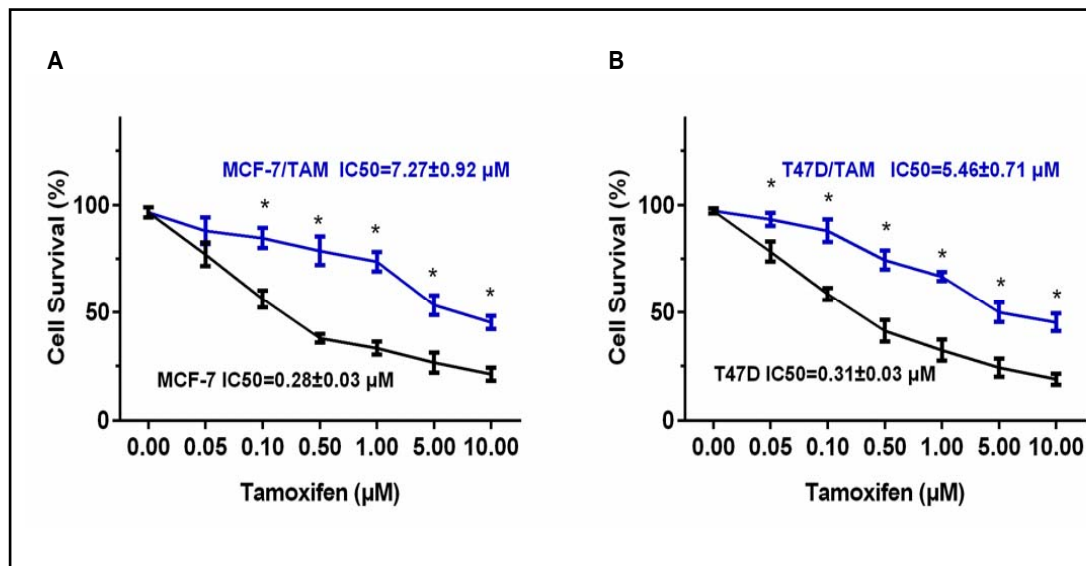 A
MCF-7/TAM IC50=7.27±0.92 µM
* * * * *
100
50
0
Cell Survival (%)
MCF-7 IC50=0.28±0.03 µM
0.00 0.05 0.10 0.50 1.00 5.00 10.00
Tamoxifen (µM)
B
T47D/TAM IC50=5.46±0.71 µM
* * * * * *
100
50
0
Cell Survival (%)
T47D IC50=0.31±0.03 µM
0.00 0.05 0.10 0.50 1.00 5.00 10.00
Tamoxifen (µM)